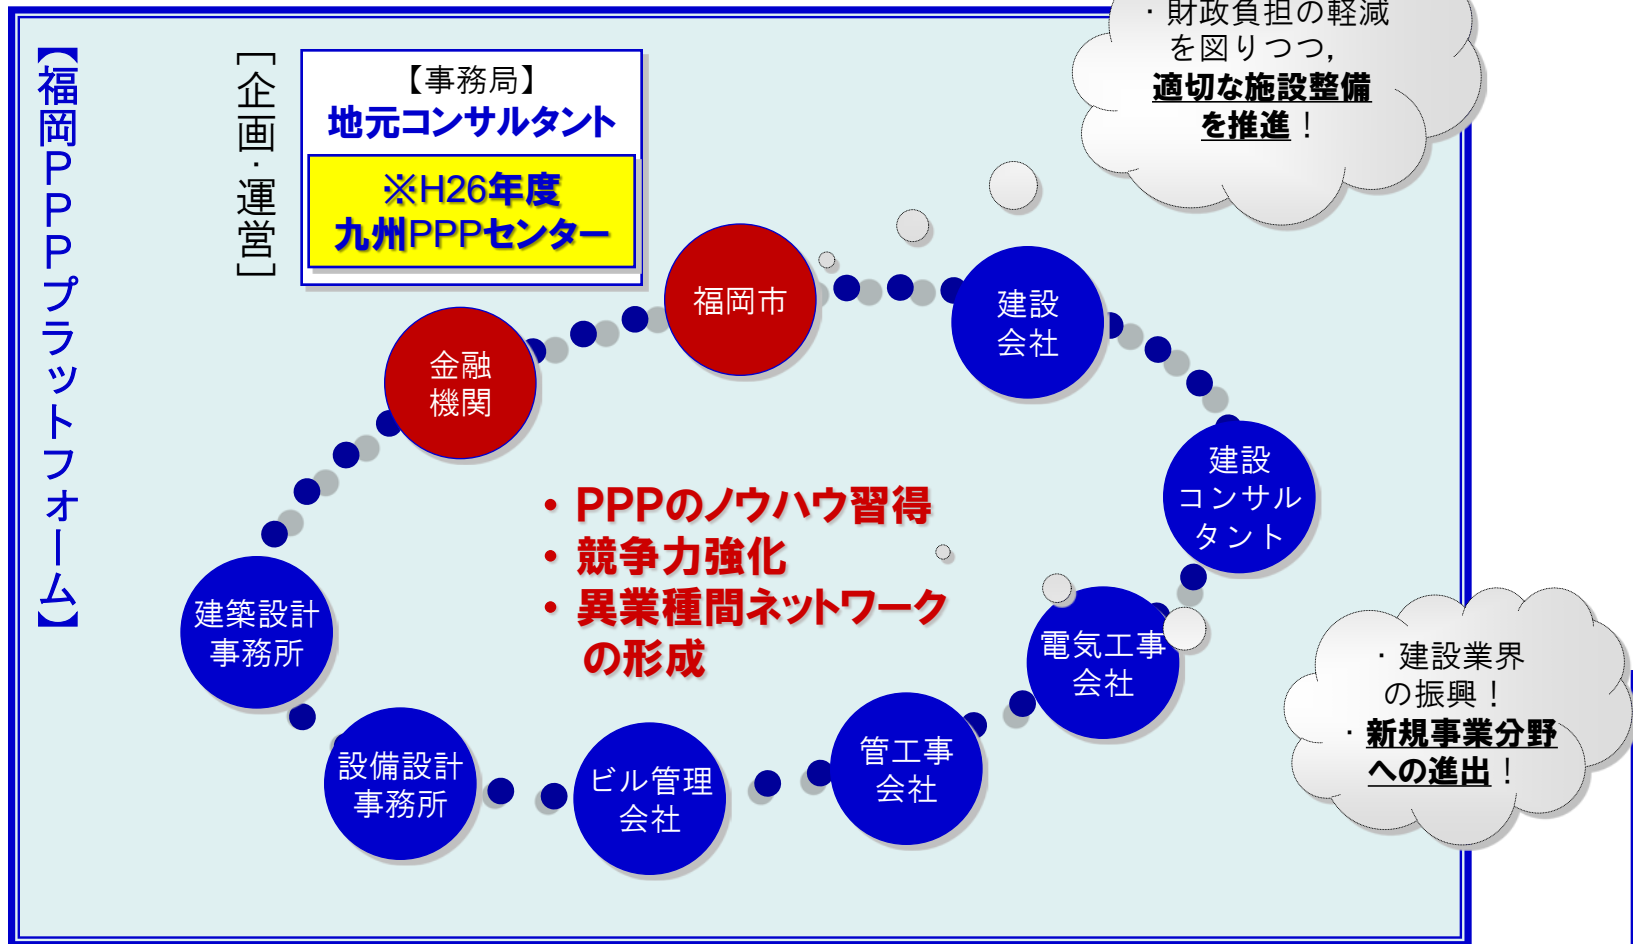 【福岡ＰＰＰプラットフォーム】
［企画・運営］
【事務局】
地元コンサルタント
※H26年度
九州PPPセンター
・財政負担の軽減
を図りつつ，
適切な施設整備
を推進！
福岡市
建設
会社
金融
機関
建設
コンサル
タント
・PPPのノウハウ習得
・競争力強化
・異業種間ネットワーク
の形成
建築設計
事務所
電気工事
会社
・建設業界
の振興！
・新規事業分野
への進出！
設備設計
事務所
ビル管理
会社
管工事
会社